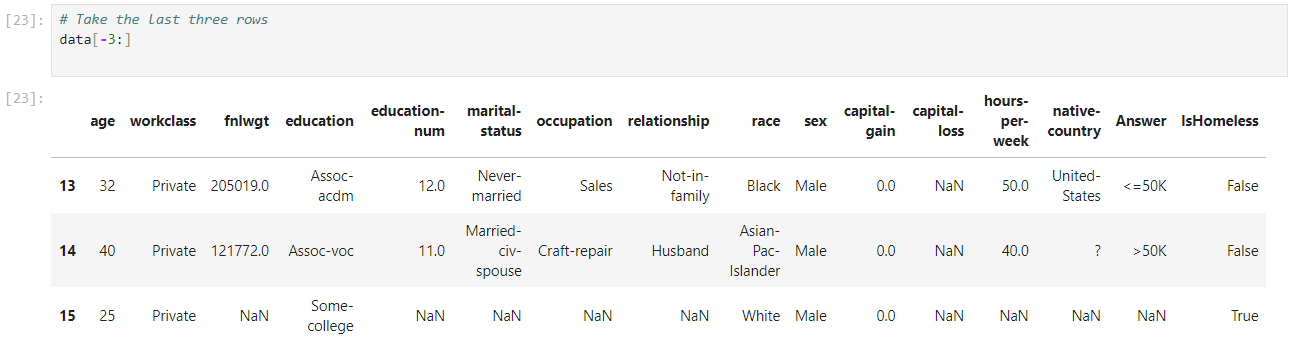 [23]: # Take the last three rows
data[-3:]
[23]:
age workclass fnlwgt education education-num marital-status occupation relationship race sex capital-gain capital-loss hours-per-week native-country Answer IsHomeless
13 32 Private 205019.0 Assoc-acdm 12.0 Never-married Sales Not-in-family Black Male 0.0 NaN 50.0 United-States <=50K False
14 40 Private 121772.0 Assoc-voc 11.0 Married-civ-spouse Craft-repair Husband Asian-Pac-Islander Male 0.0 NaN 40.0 ? >50K False
15 25 Private NaN Some-college NaN NaN NaN NaN White Male 0.0 NaN NaN NaN NaN True